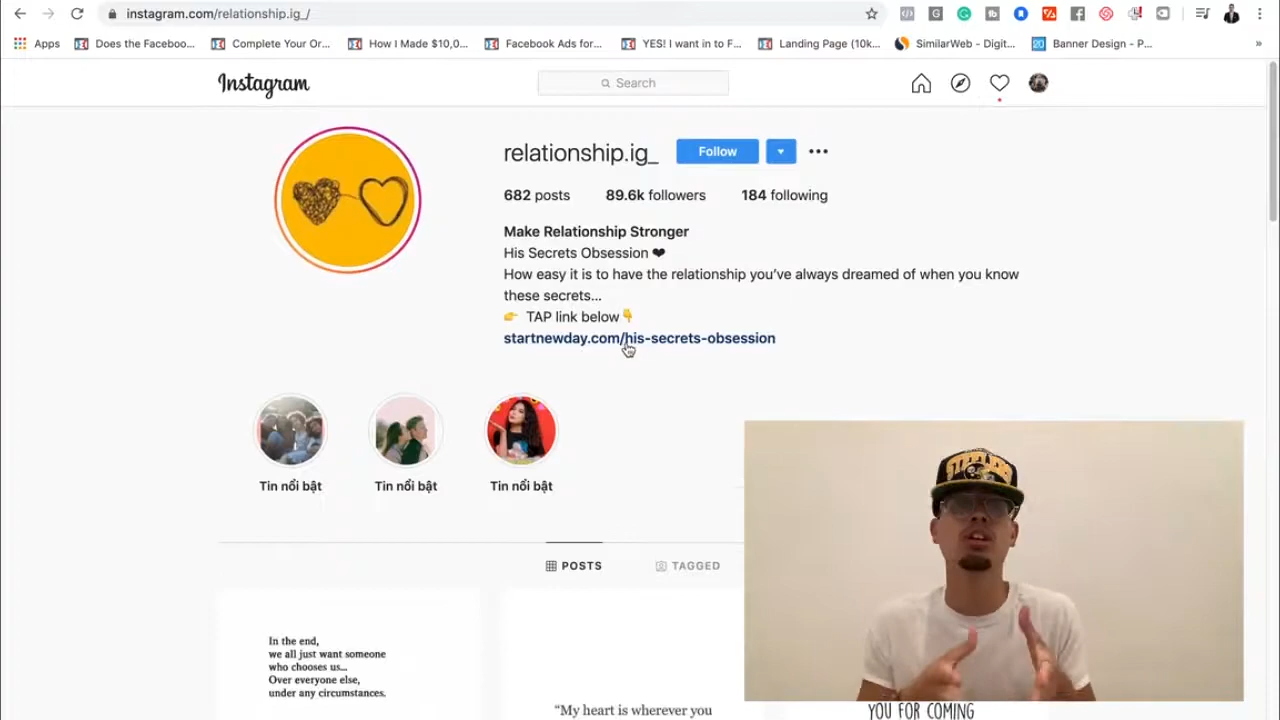 instagram.com/relationship.ig_/
Apps
Does the Faceboo...
Complete Your Or...
How I Made $10,0...
Facebook Ads for...
YES! I want in to F...
Landing Page (10k...
SimilarWeb - Digit...
20
Banner Design - P...
»
Instagram
Search
relationship.ig_
Follow
682 posts
89.6k followers
184 following
Make Relationship Stronger
His Secrets Obsession ❤
How easy it is to have the relationship you’ve always dreamed of when you know
these secrets...
👉 TAP link below👇
startnewday.com/his-secrets-obsession
Tin nổi bật
Tin nổi bật
Tin nổi bật
POSTS
TAGGED
In the end,
we all just want someone
who chooses us...
Over everyone else,
under any circumstances.
“My heart is wherever you
YOU FOR COMING
STEELERS